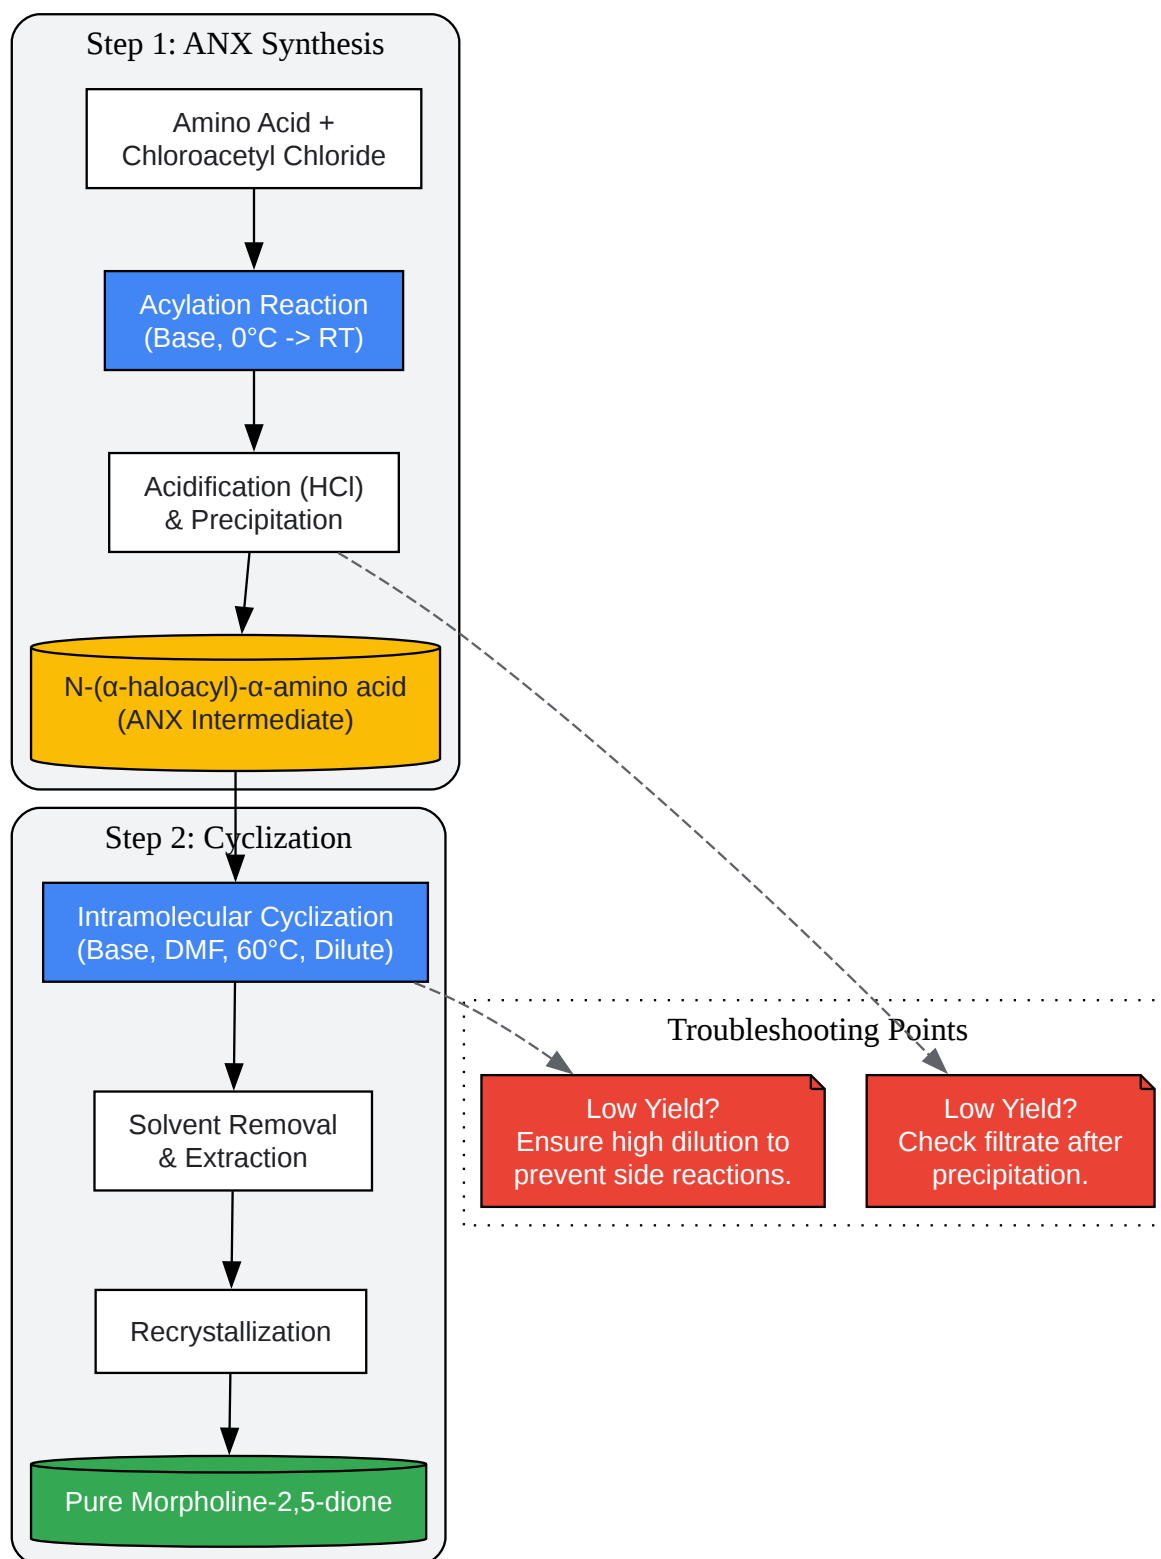 Step 1: ANX Synthesis
Amino Acid +
Chloroacetyl Chloride
Acylation Reaction
(Base, 0°C -> RT)
Acidification (HCl)
& Precipitation
N-(α-haloacyl)-α-amino acid
(ANX Intermediate)
Step 2: Cyclization
Intramolecular Cyclization
(Base, DMF, 60°C, Dilute)
Solvent Removal
& Extraction
Recrystallization
Pure Morpholine-2,5-dione
Troubleshooting Points
Low Yield?
Ensure high dilution to
prevent side reactions.
Low Yield?
Check filtrate after
precipitation.